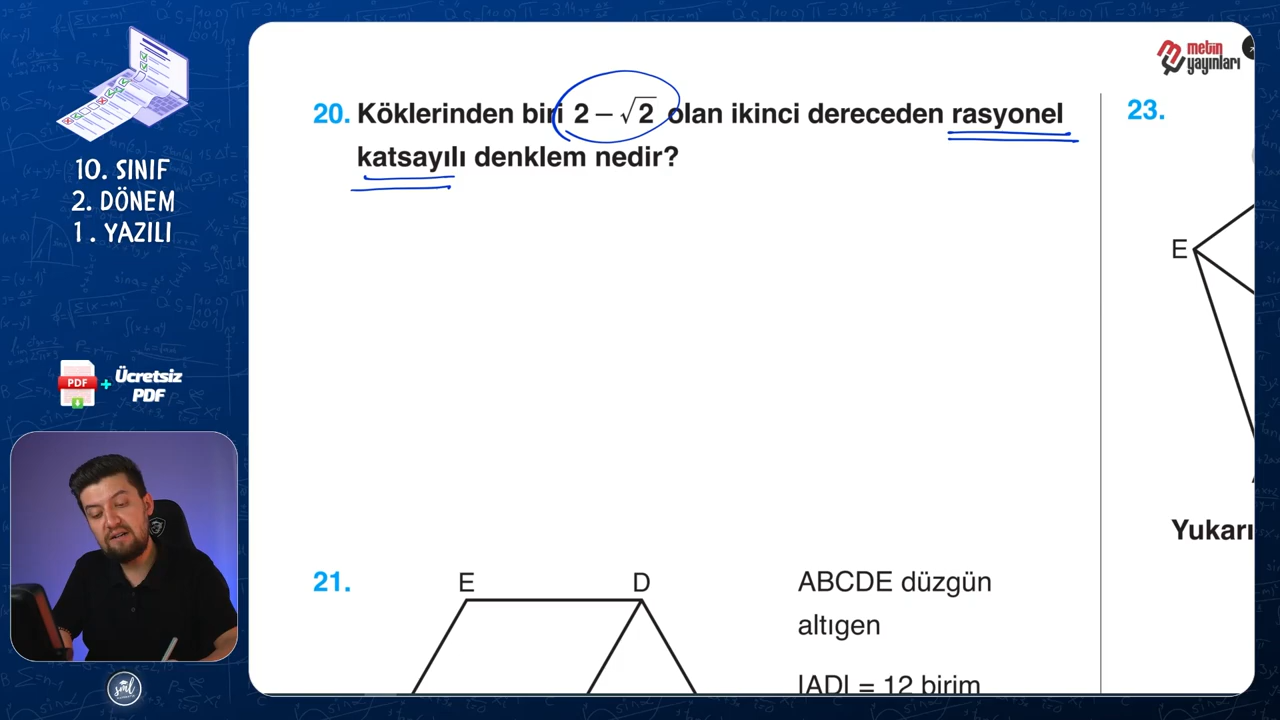 metin
yayınları
20. Köklerinden biri 2 − √2 olan ikinci dereceden rasyonel
katsayılı denklem nedir?
23.
10. SINIF
2. DÖNEM
1. YAZILI
E
PDF + Ücretsiz
PDF
Yukarı
21.
E D
ABCDE düzgün
altıgen
|AD| = 12 birim
sml